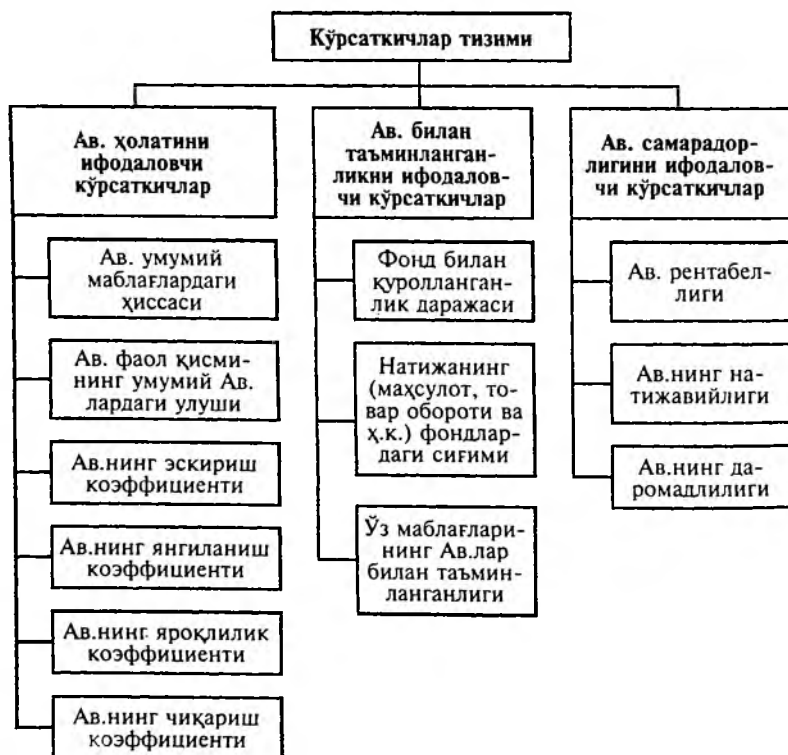 Кўрсаткичлар тизими
Ав. ҳолатини
ифодаловчи
кўрсаткичлар
Ав. умумий
маблағлардаги
ҳиссаси
Ав. фаол қисми-
нинг умумий Ав.
лардаги улуши
Ав.нинг эскириш
коэффициенти
Ав.нинг янгиланиш
коэффициенти
Ав.нинг яроқлилик
коэффициенти
Ав.нинг чиқариш
коэффициенти
Ав. билан
таъминланган-
ликни ифодалов-
чи кўрсаткичлар
Фонд билан
қуролланган-
лик даражаси
Натижанинг
(маҳсулот, то-
вар обороти ва
ҳ.к.) фондлар-
даги сиғими
Ўз маблағлари-
нинг Ав.лар
билан таъмин-
ланганлиги
Ав. самарадор-
лигини ифодалов-
чи кўрсаткичлар
Ав. рентабел-
лиги
Ав.нинг на-
тижавийлиги
Ав.нинг да-
ромадлилиги